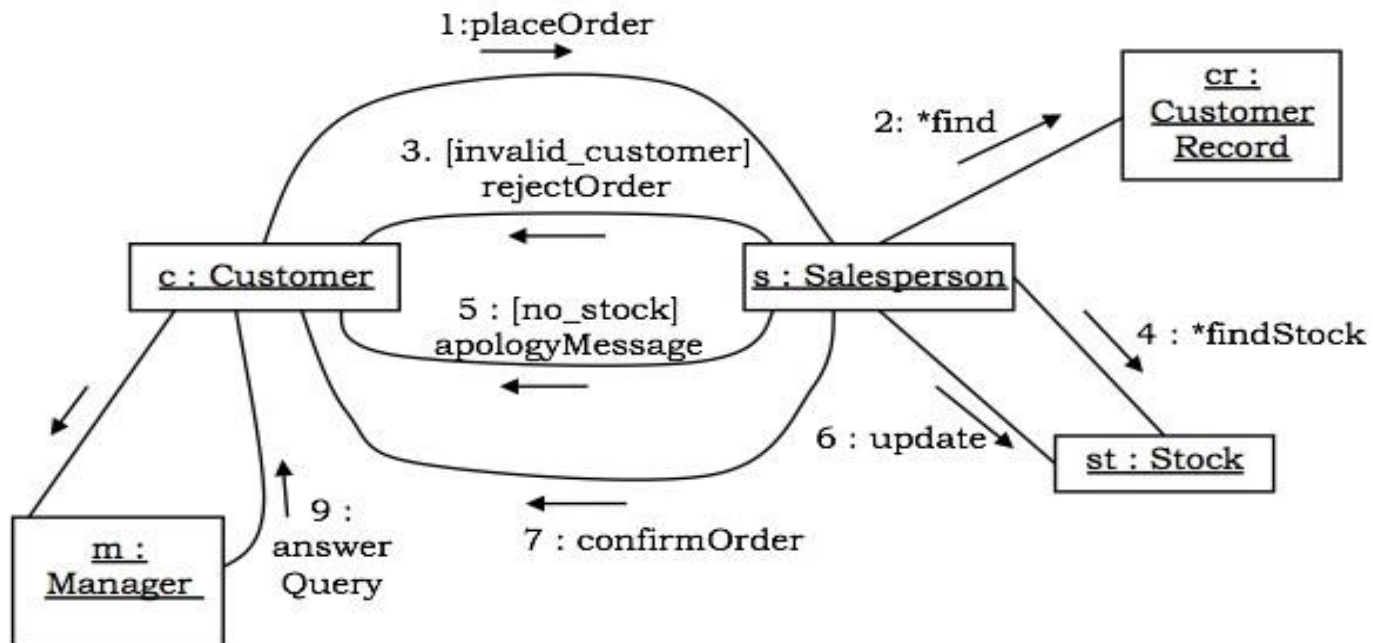 1:placeOrder
cr :
Customer
Record
2: *find
3. [invalid_customer]
rejectOrder
c : Customer
s : Salesperson
5 : [no_stock]
apologyMessage
4 : *findStock
6 : update
st : Stock
7 : confirmOrder
9 :
answer
Query
m :
Manager